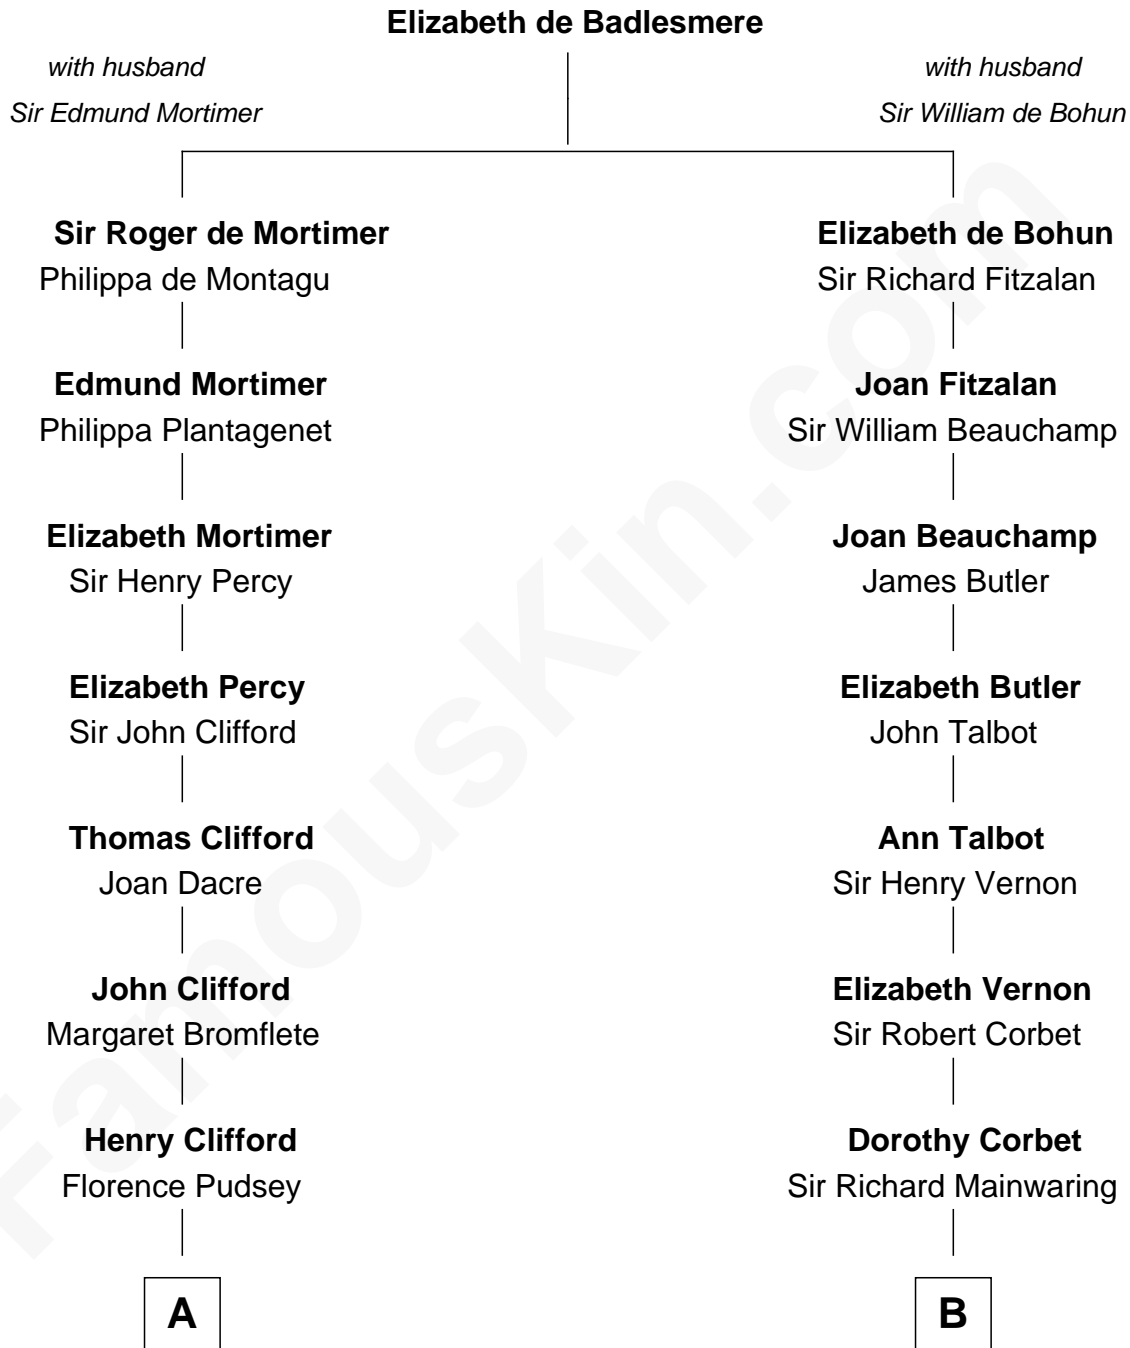 Elizabeth de Badlesmere
with husband
Sir Edmund Mortimer
with husband
Sir William de Bohun
Sir Roger de Mortimer
Philippa de Montagu
Elizabeth de Bohun
Sir Richard Fitzalan
Edmund Mortimer
Philippa Plantagenet
Joan Fitzalan
Sir William Beauchamp
Elizabeth Mortimer
Sir Henry Percy
Joan Beauchamp
James Butler
Elizabeth Percy
Sir John Clifford
Elizabeth Butler
John Talbot
Thomas Clifford
Joan Dacre
Ann Talbot
Sir Henry Vernon
John Clifford
Margaret Bromflete
Elizabeth Vernon
Sir Robert Corbet
Henry Clifford
Florence Pudsey
Dorothy Corbet
Sir Richard Mainwaring
A
B
FamousKin.com